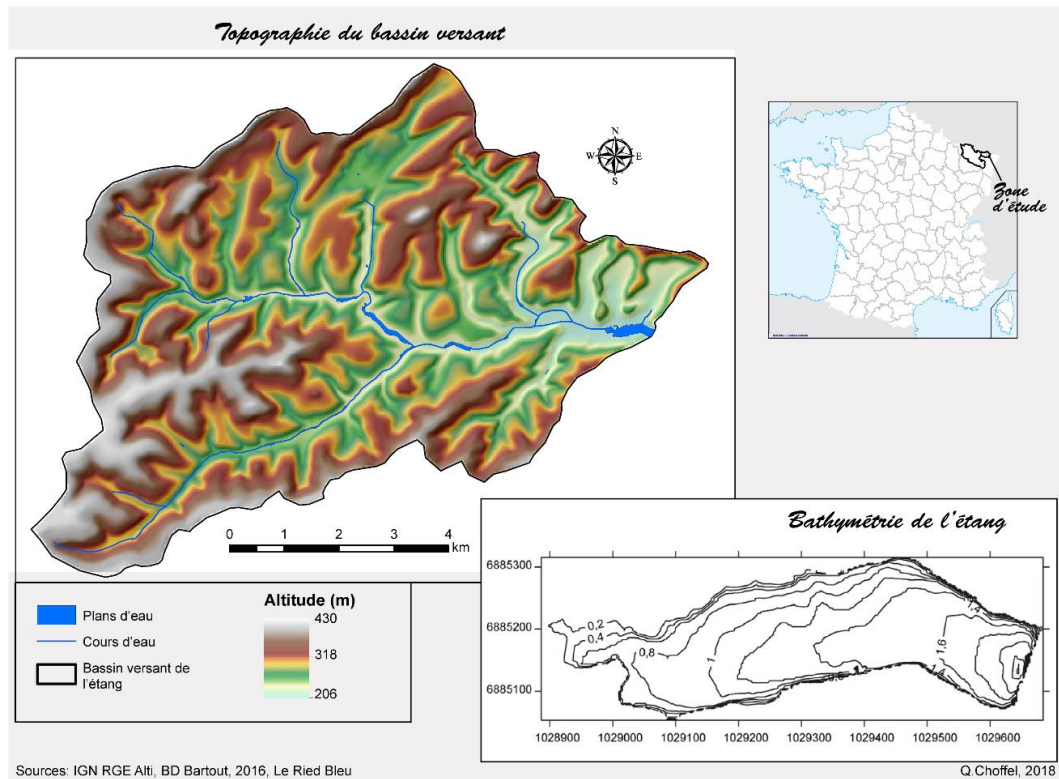 Topographie du bassin versant
N
W E
S
Zone
d'étude
0 1 2 3 4
km
Plans d'eau
Cours d'eau
Bassin versant de
l'étang
Altitude (m)
430
318
206
Bathymétrie de l'étang
6885300
6885200
6885100
0,2
0,4
0,8
1
1,6
1,4
1028900 1029000 1029100 1029200 1029300 1029400 1029500 1029600
Sources: IGN RGE Alti, BD Bartout, 2016, Le Ried Bleu
Q.Choffel, 2018